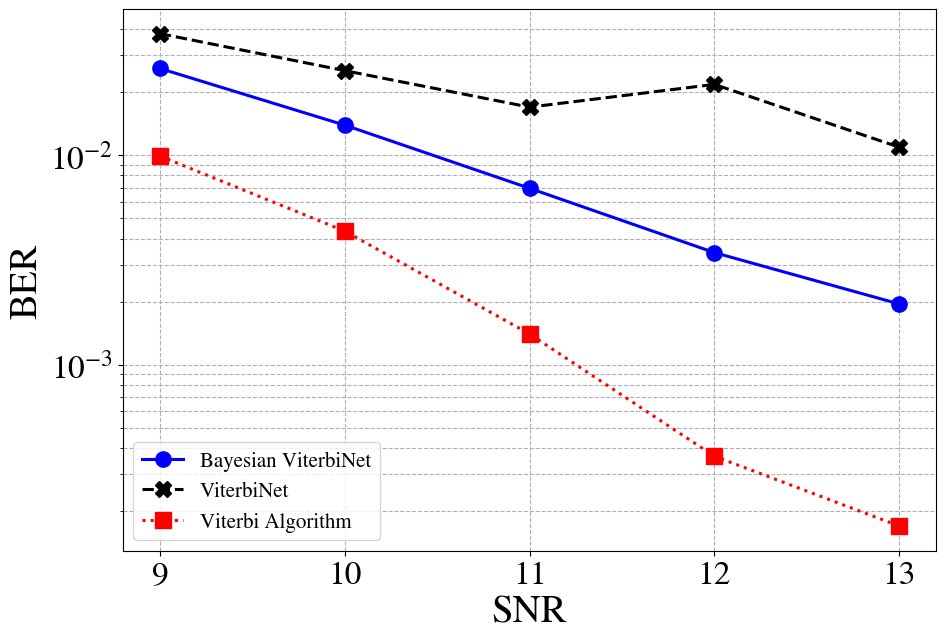 BER
10⁻²
10⁻³
Bayesian ViterbiNet
ViterbiNet
Viterbi Algorithm
9 10 11 12 13
SNR